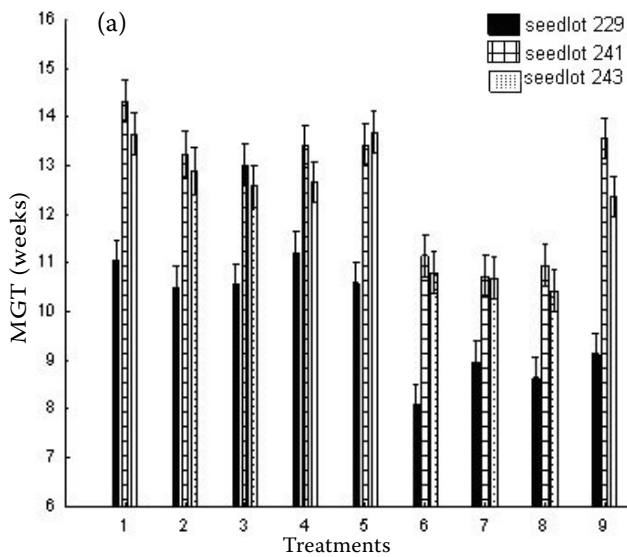 (a)
seedlot 229
seedlot 241
seedlot 243
MGT (weeks)
16
15
14
13
12
11
10
9
8
7
6
1 2 3 4 5 6 7 8 9
Treatments